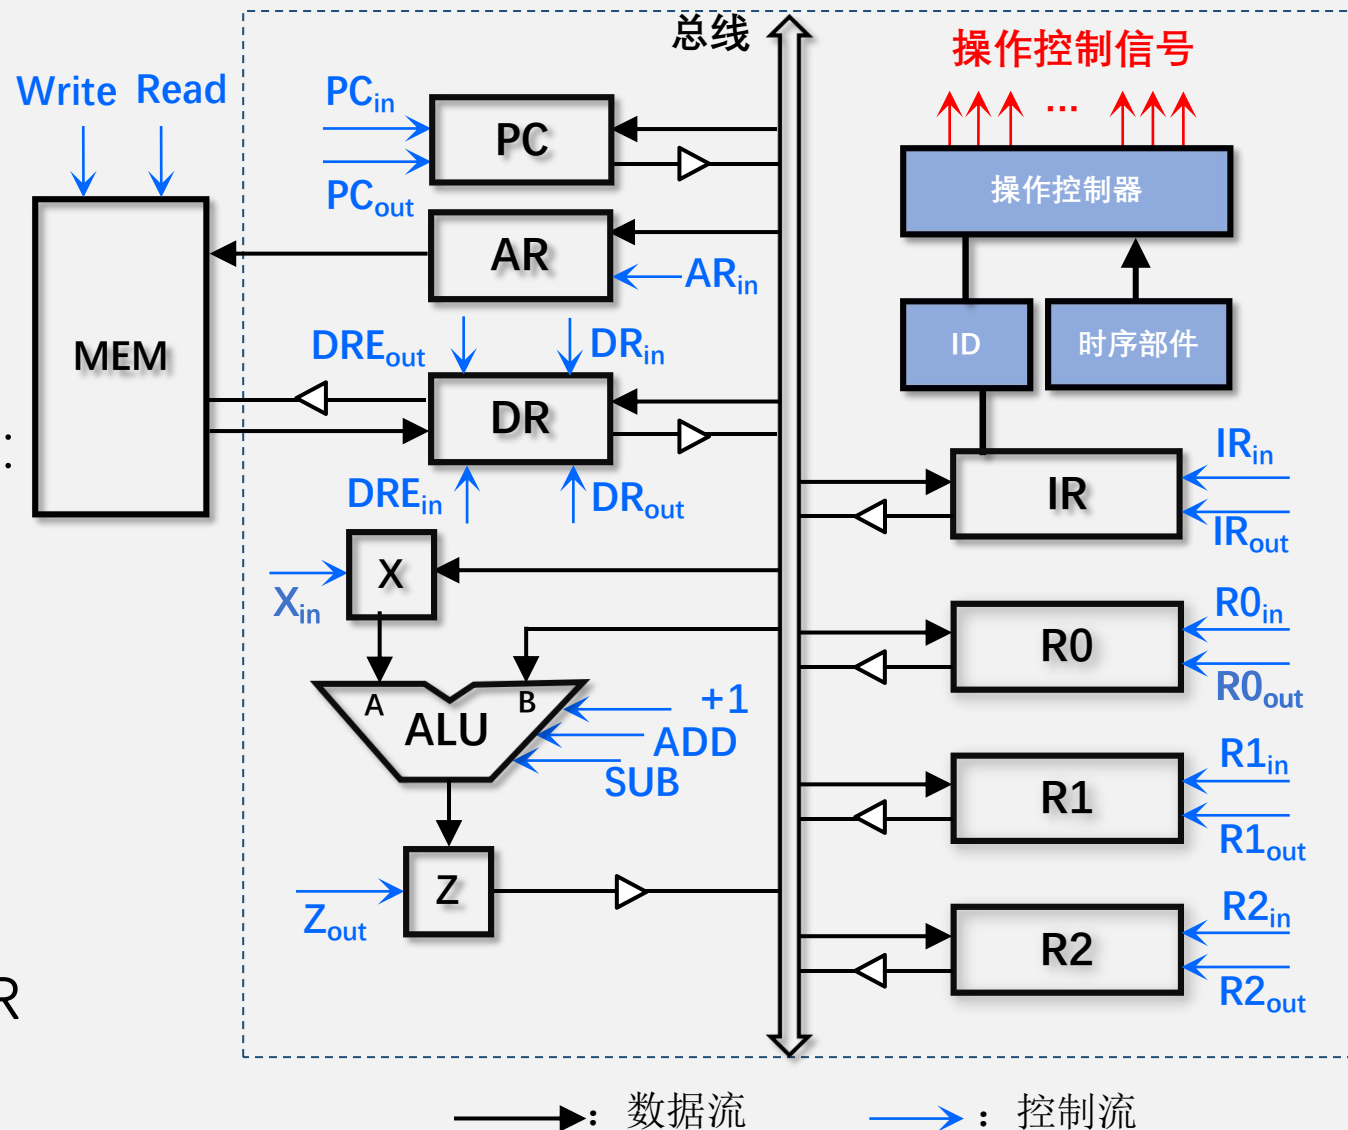 总线
操作控制信号
Write Read
PCin
...
PC
操作控制器
PCout
AR
ARin
DREout
DRin
MEM
ID
时序部件
DR
:
IRin
IR
DREin
DRout
IRout
X
Xin
R0in
R0
R0out
A
B
+1
ALU
ADD
SUB
R1in
R1
R1out
Z
Zout
R2in
R2
R2out
R
: 数据流
: 控制流